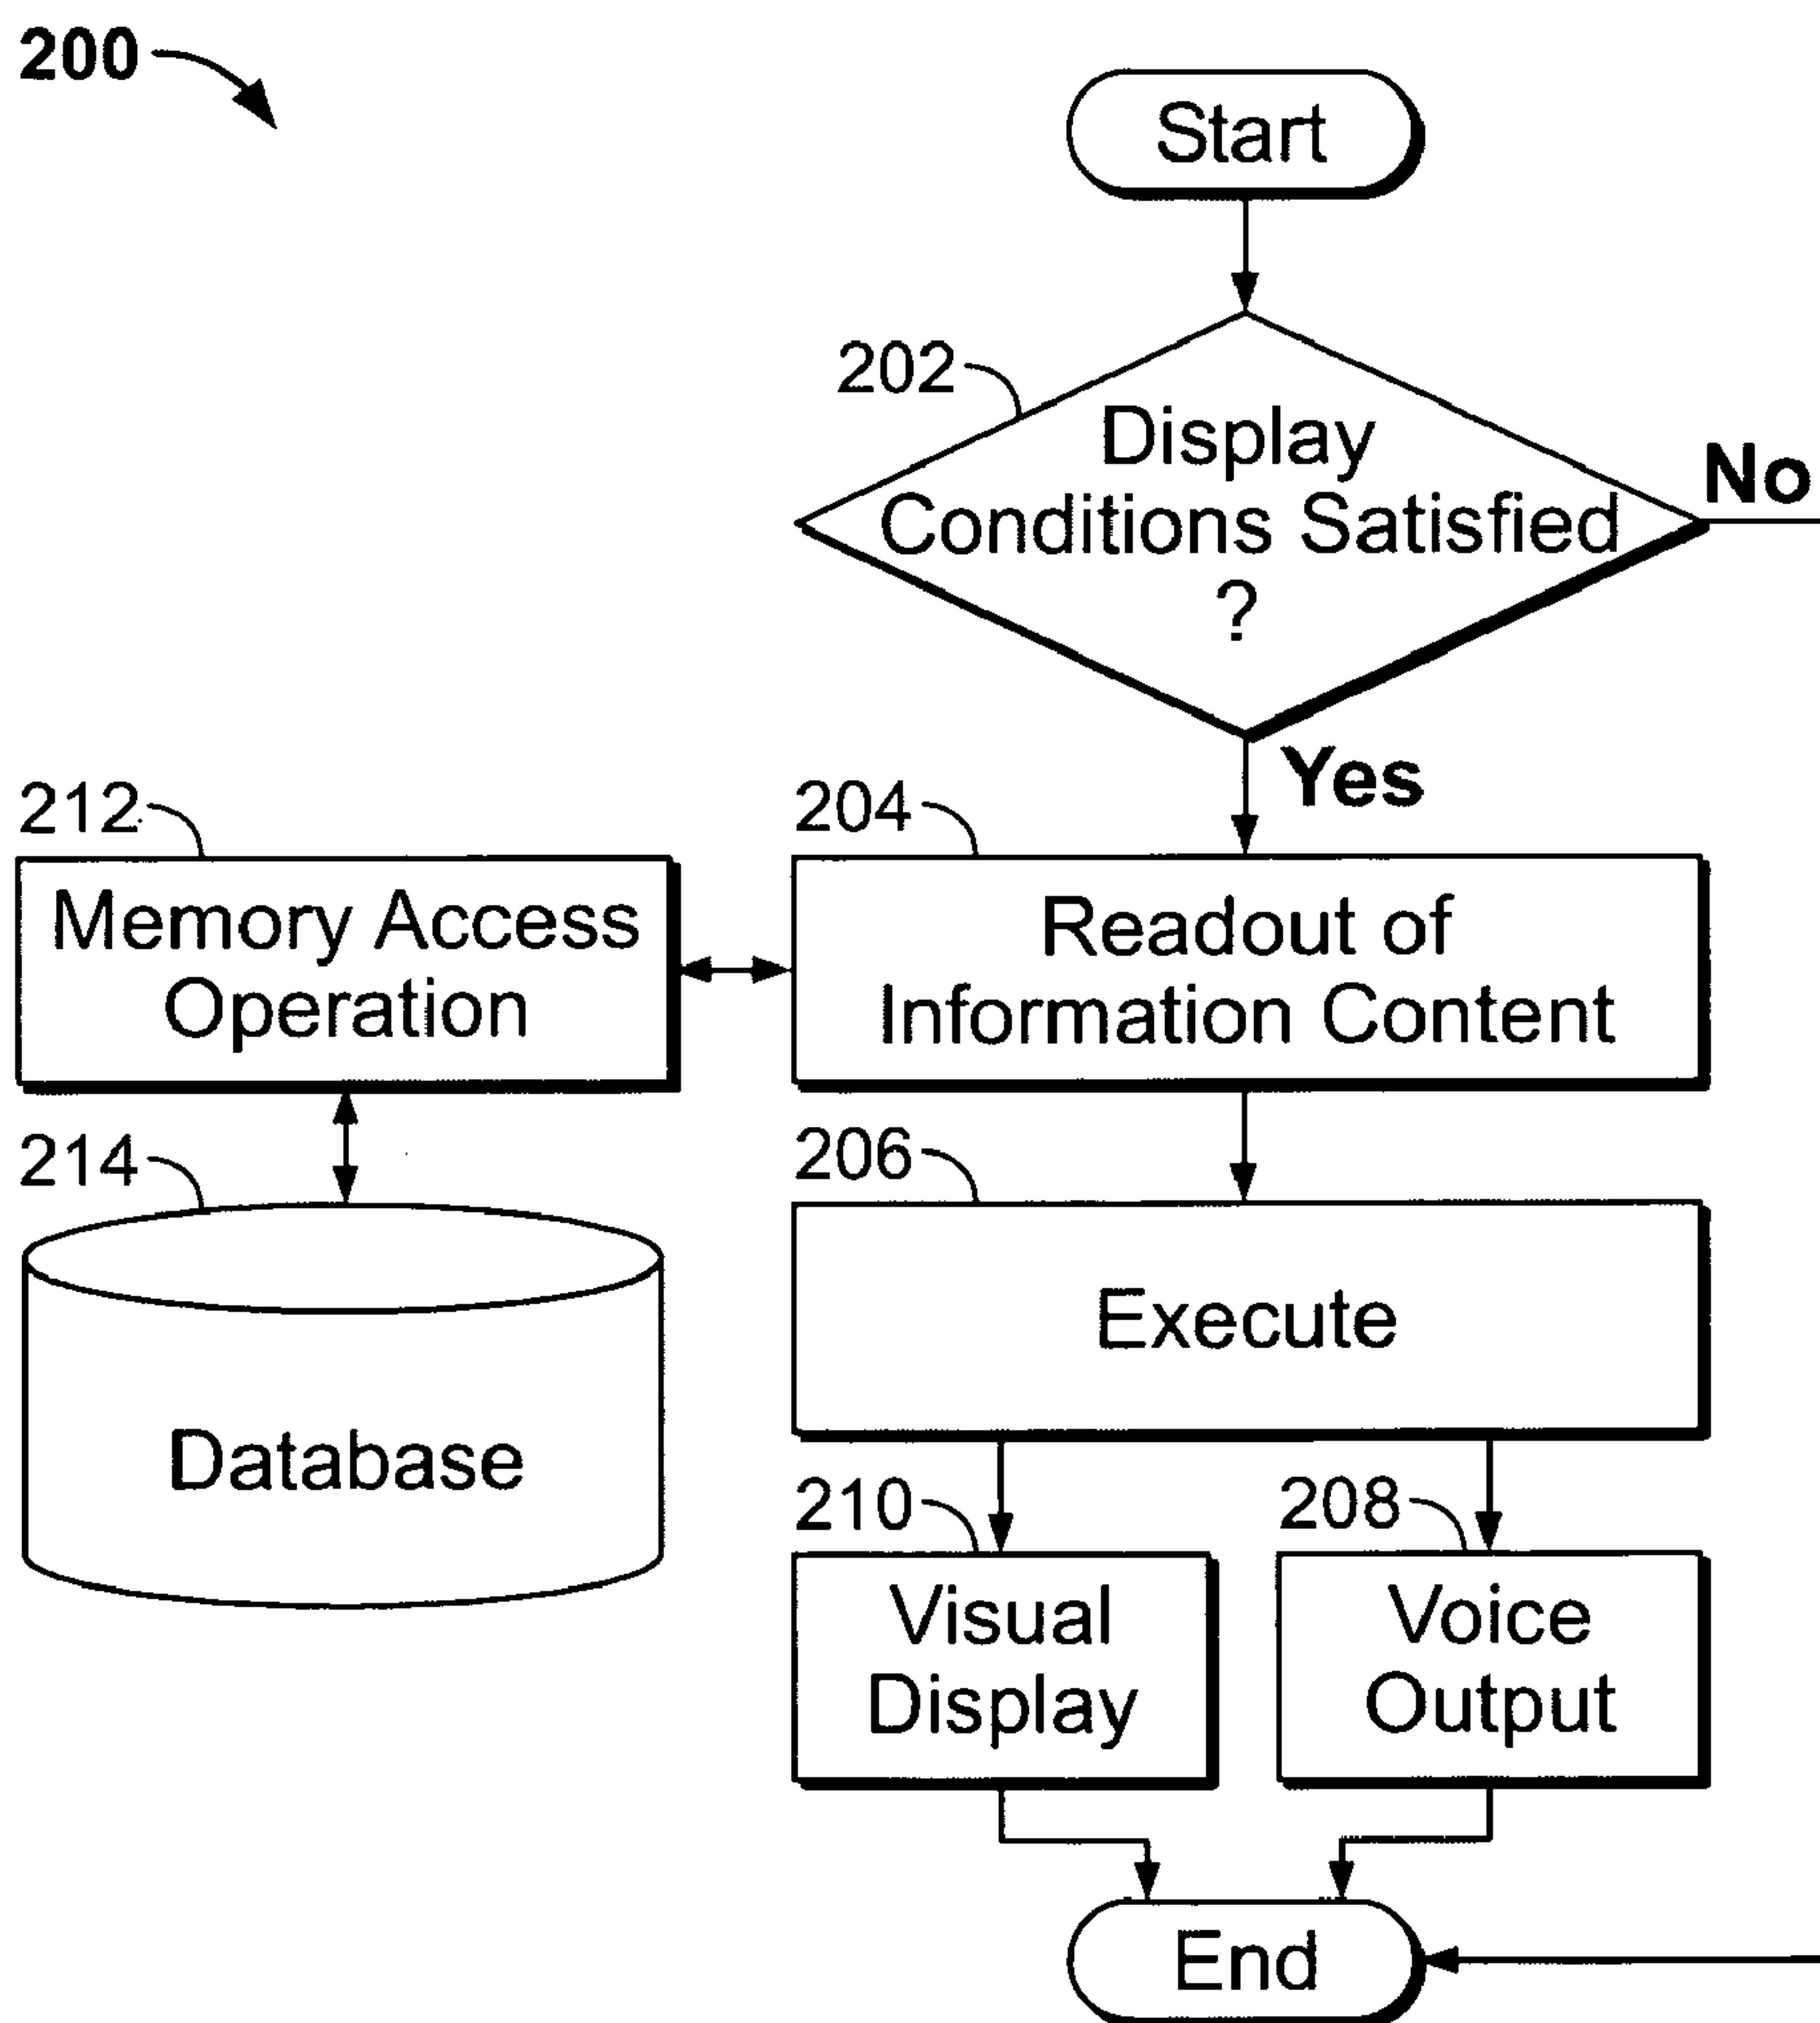 200
Start
202
Display
Conditions Satisfied
?
No
Yes
212
204
Memory Access
Operation
Readout of
Information Content
214
206
Database
Execute
210
208
Visual
Display
Voice
Output
End